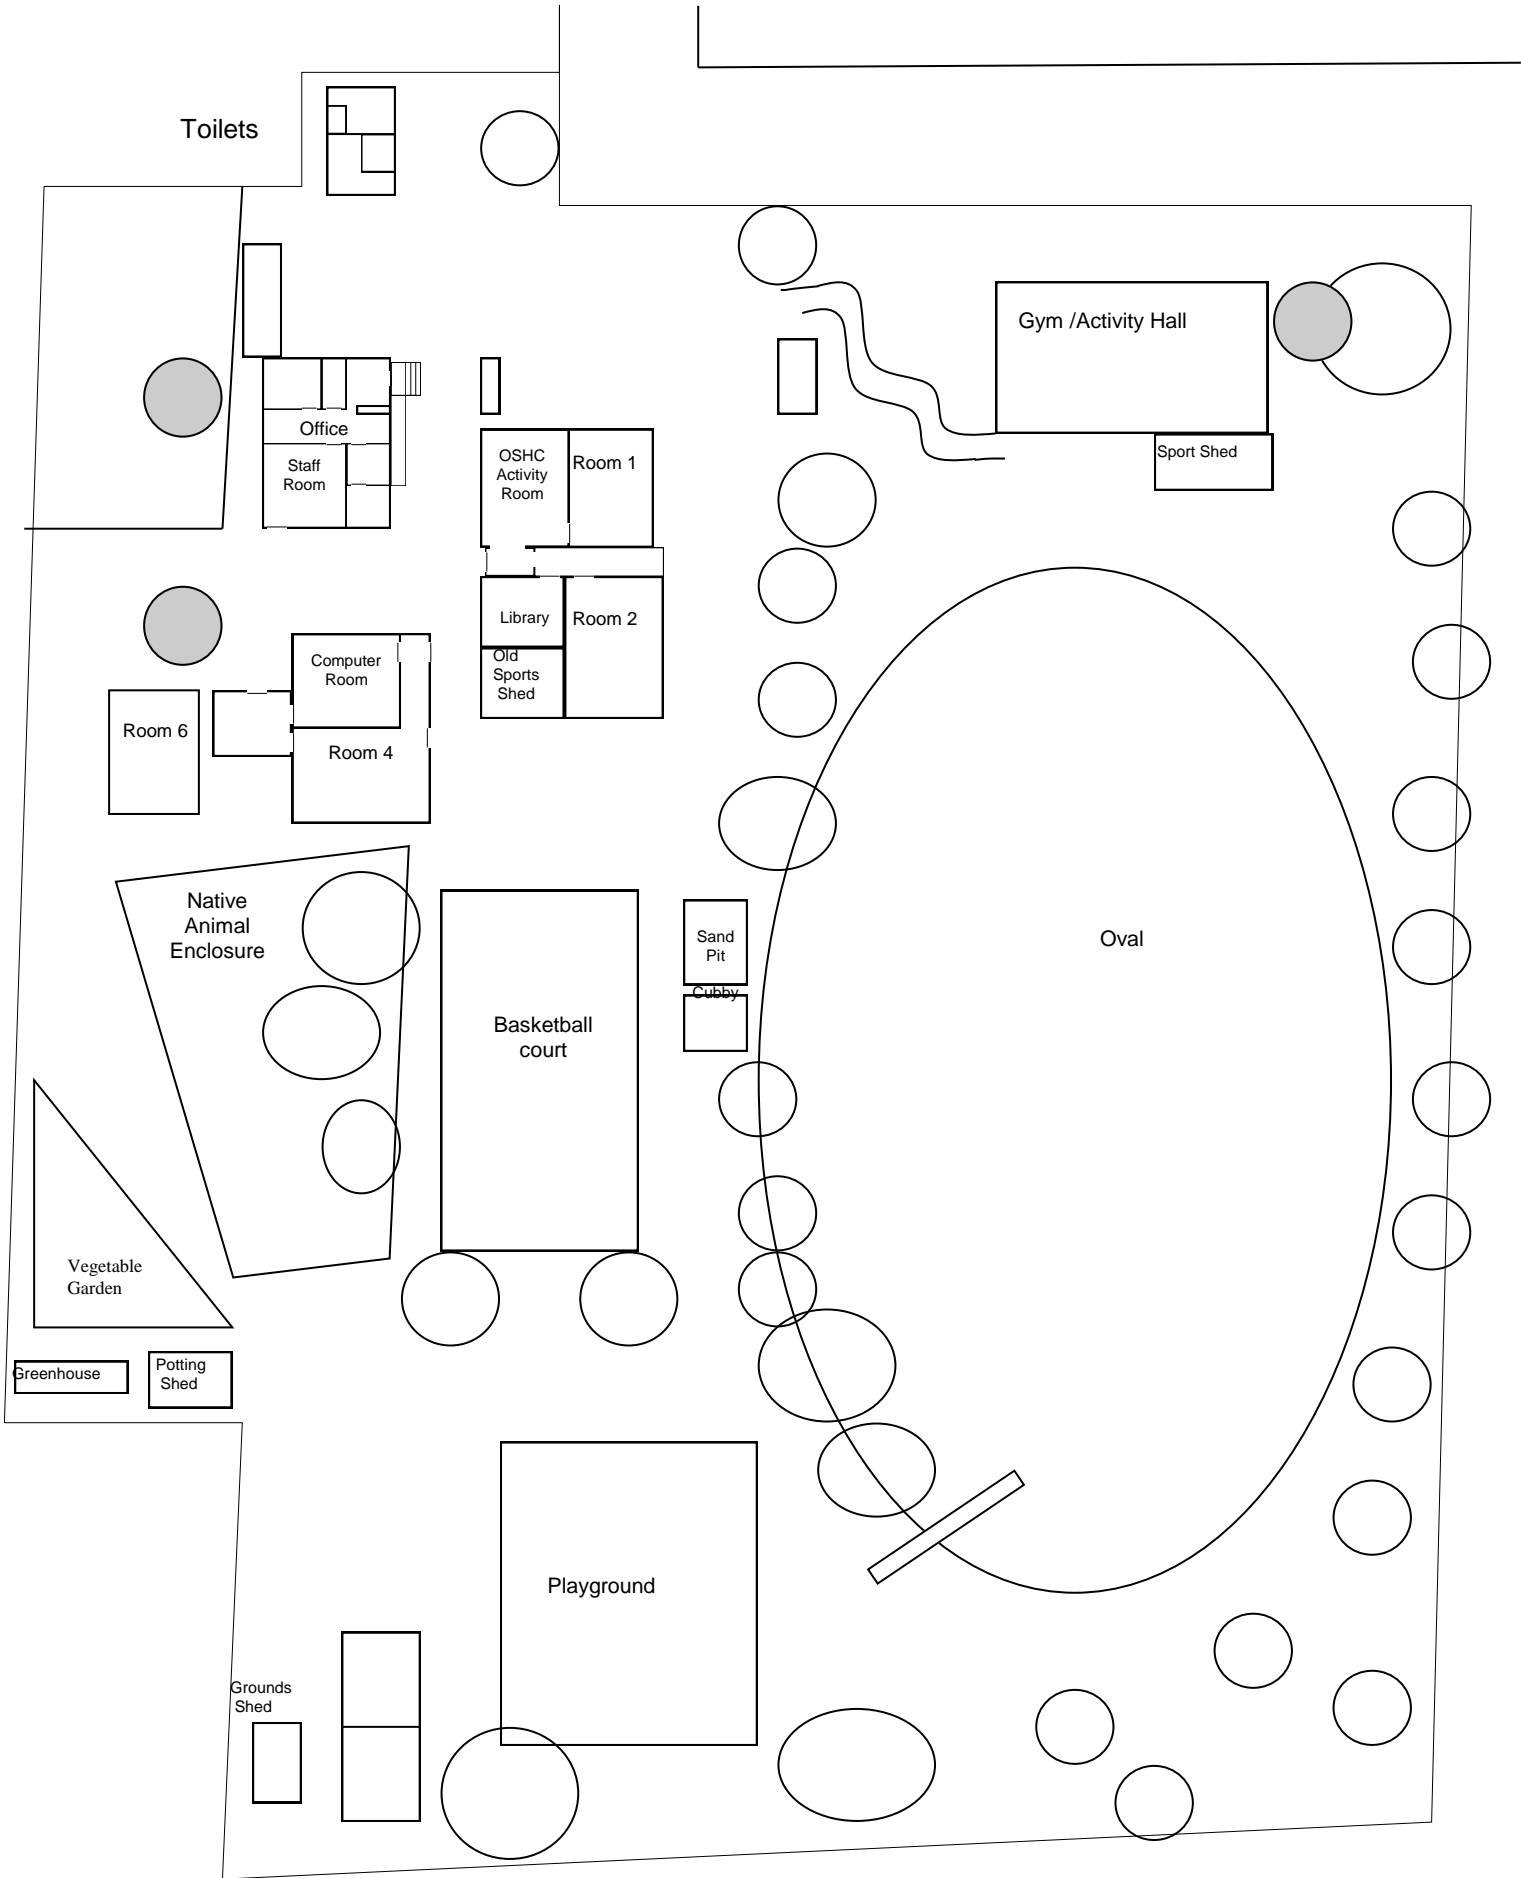 Toilets
Gym /Activity Hall
Office
Sport Shed
Staff
Room
OSHC
Activity
Room
Room 1
Library
Room 2
Old
Sports
Shed
Computer
Room
Room 6
Room 4
Native
Animal
Enclosure
Sand
Pit
Cubby
Oval
Basketball
court
Vegetable
Garden
Greenhouse
Potting
Shed
Playground
Grounds
Shed